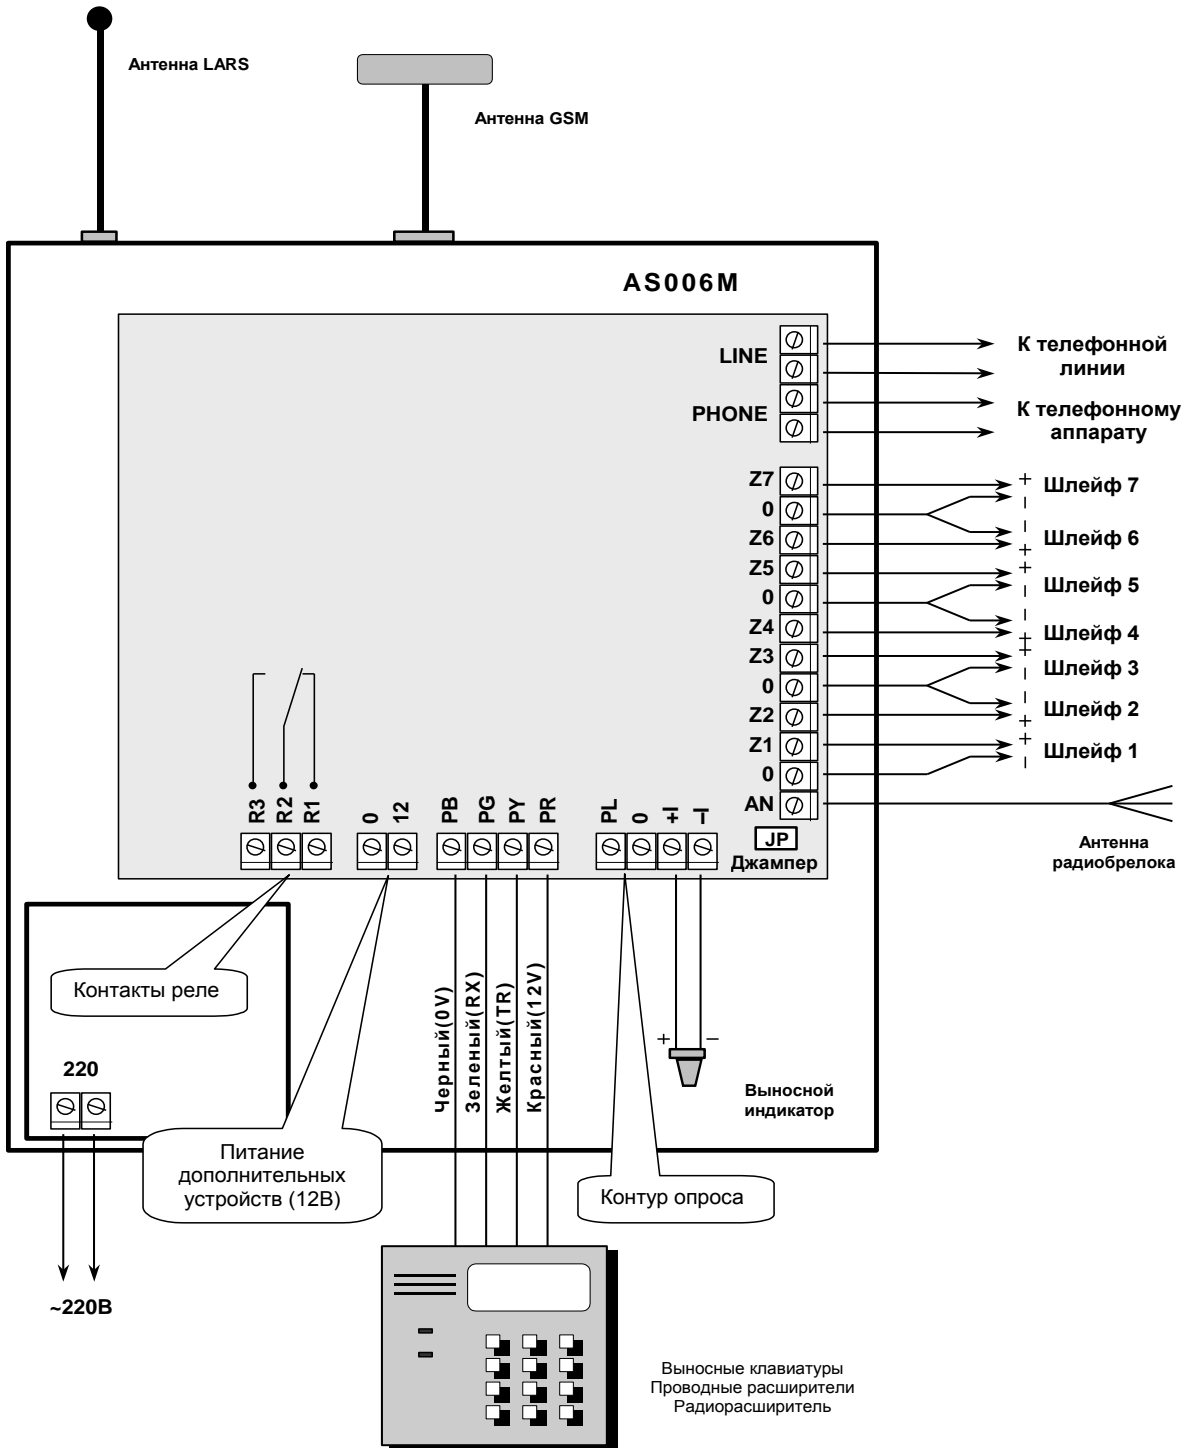 Антенна LARS
Антенна GSM
AS006M
LINE
К телефонной
линии
PHONE
К телефонному
аппарату
Z7
+
Шлейф 7
0
–
–
Z6
Шлейф 6
+
Z5
+
Шлейф 5
0
–
–
Z4
Шлейф 4
+
Z3
+
Шлейф 3
0
–
–
Z2
Шлейф 2
+
Z1
+
Шлейф 1
0
–
AN
JP
Джампер
Антенна
радиобрелока
R3
R2
R1
0
12
PB
PG
PY
PR
PL
0
+I
–I
Контакты реле
Черный(0V)
Зеленый(RX)
Желтый(TR)
Красный(12V)
+
–
Выносной
индикатор
220
Питание
дополнительных
устройств (12В)
Контур опроса
~220В
Выносные клавиатуры
Проводные расширители
Радиорасширитель